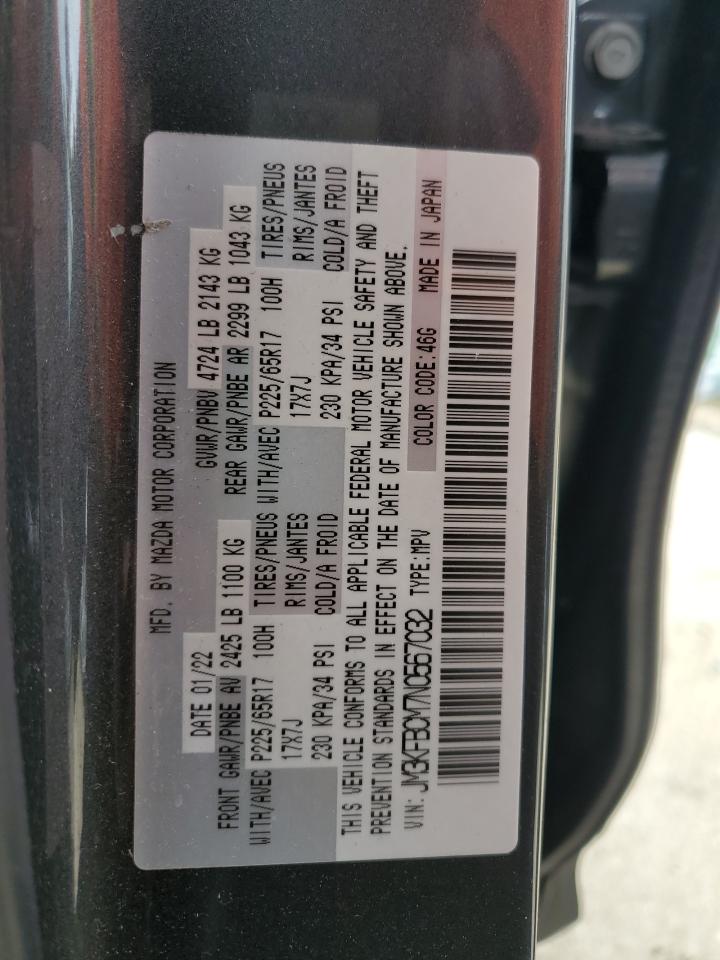 MFD. BY MAZDA MOTOR CORPORATION
DATE 01/22 GVWR/PNBV 4724 LB 2143 KG
FRONT GAWR/PNBE AV 2425 LB 1100 KG REAR GAWR/PNBE AR 2299 LB 1043 KG
WITH/AVEC P225/65R17 100H TIRES/PNEUS WITH/AVEC P225/65R17 100H TIRES/PNEUS
17X7J RIMS/JANTES 17X7J RIMS/JANTES
230 KPA/34 PSI COLD/A FROID 230 KPA/34 PSI COLD/A FROID
THIS VEHICLE CONFORMS TO ALL APPLICABLE FEDERAL MOTOR VEHICLE SAFETY AND THEFT
PREVENTION STANDARDS IN EFFECT ON THE DATE OF MANUFACTURE SHOWN ABOVE.
VIN: JM3KFBCM7N0567032 TYPE:MPV COLOR CODE:46G MADE IN JAPAN